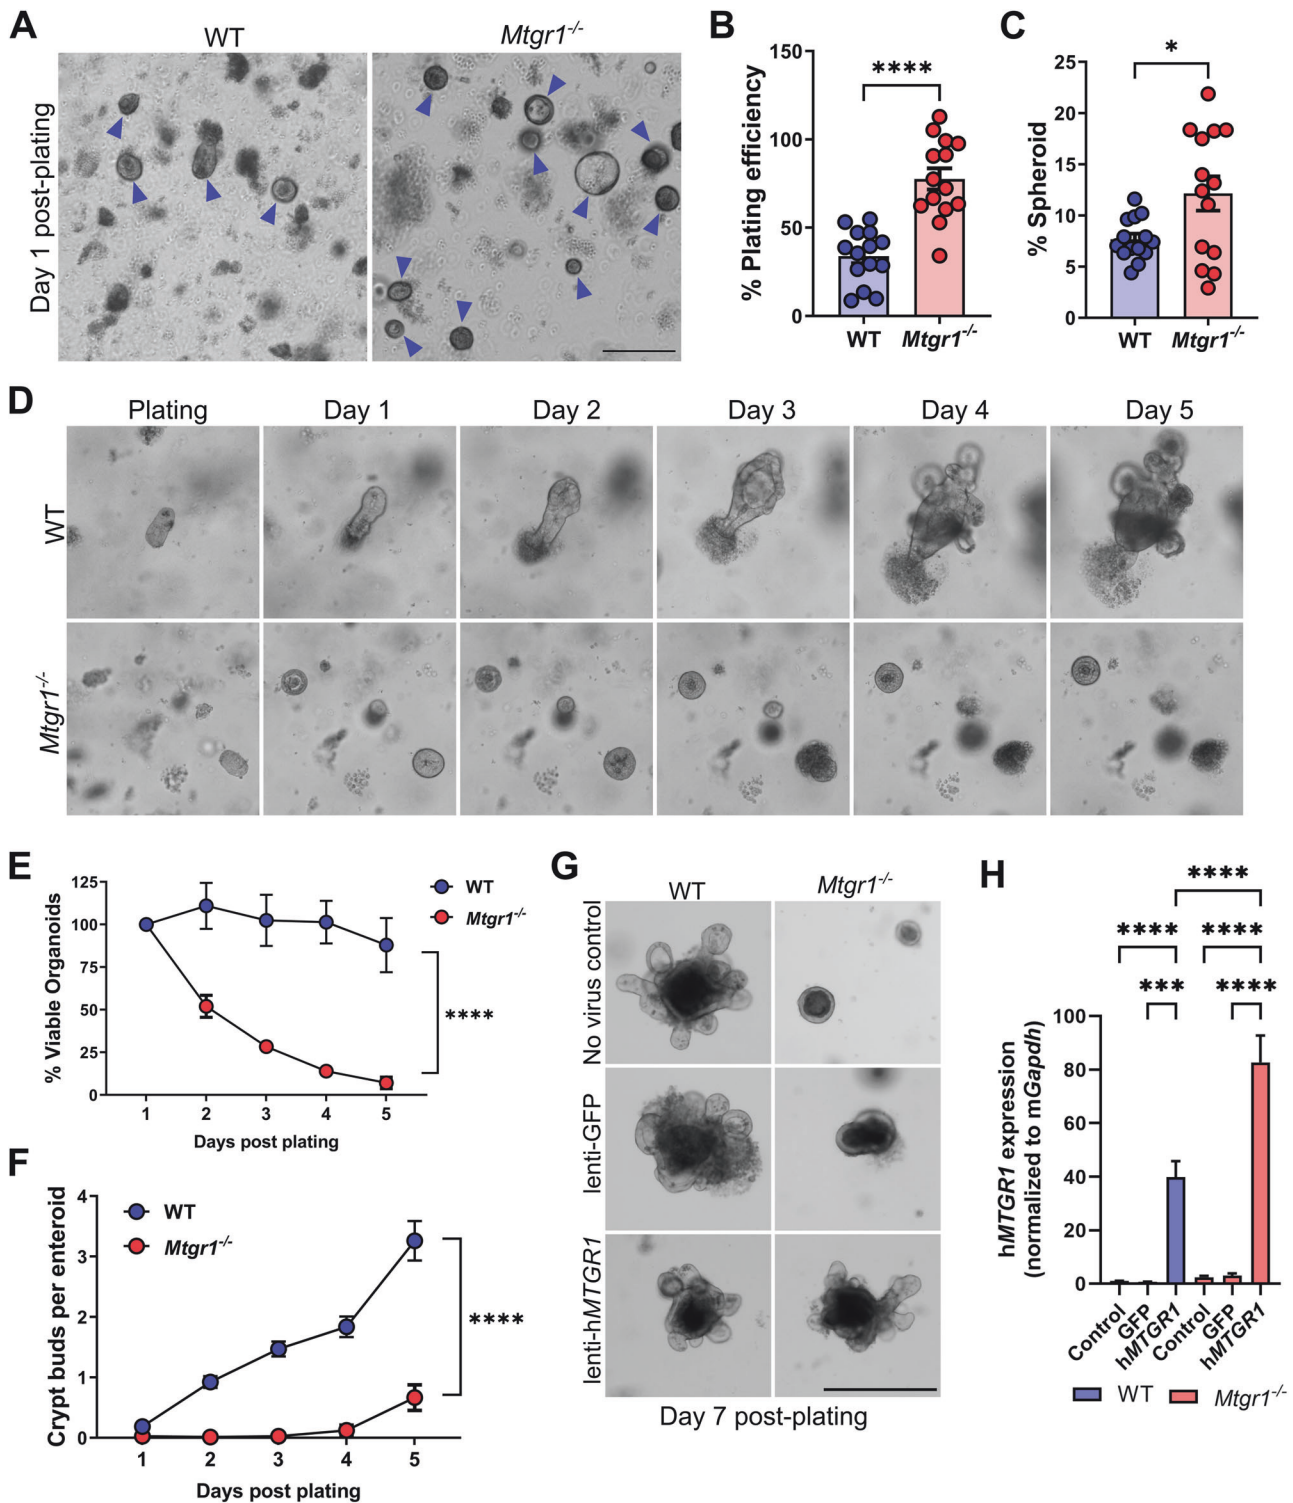 A
WT
Mtgr1-/-
Day 1 post-plating
B
% Plating efficiency
150
100
50
0
****
WT
Mtgr1-/-
C
% Spheroid
25
20
15
10
5
0
*
WT
Mtgr1-/-
D
Plating
Day 1
Day 2
Day 3
Day 4
Day 5
WT
Mtgr1-/-
E
% Viable Organoids
125
100
75
50
25
0
1
2
3
4
5
Days post plating
WT
Mtgr1-/-
****
F
Crypt buds per enteroid
4
3
2
1
0
1
2
3
4
5
Days post plating
WT
Mtgr1-/-
****
G
WT
Mtgr1-/-
No virus control
lenti-GFP
lenti-hMTGR1
Day 7 post-plating
H
****
****
****
***
****
hMTGR1 expression
(normalized to mGapdh)
100
80
60
40
20
0
Control
GFP
hMTGR1
Control
GFP
hMTGR1
WT
Mtgr1-/-